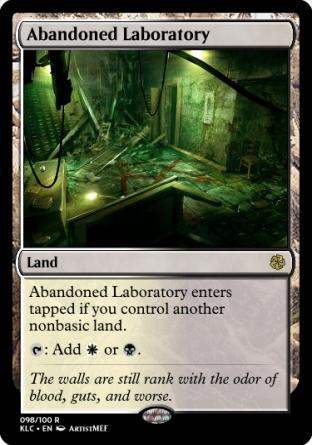 Abandoned Laboratory
Land
Abandoned Laboratory enters
tapped if you control another
nonbasic land.
: Add or .
The walls are still rank with the odor of
blood, guts, and worse.
098/100 R
KLC • EN ArtistMEF